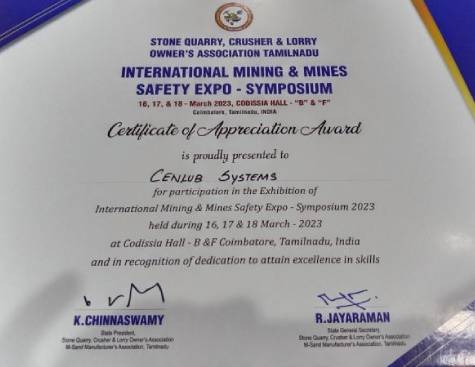 STONE QUARRY, CRUSHER & LORRY
OWNER'S ASSOCIATION TAMILNADU
INTERNATIONAL MINING & MINES
SAFETY EXPO - SYMPOSIUM
16, 17, & 18 - March 2023, CODISSIA HALL - "B" & "F"
Coimbatore, Tamilnadu, INDIA
Certificate of Appreciation Award
is proudly presented to
CENLUB SYSTEMS
for participation in the Exhibition of
International Mining & Mines Safety Expo - Symposium 2023
held during 16, 17 & 18 March - 2023
at Codissia Hall - B &F Coimbatore, Tamilnadu, India
and in recognition of dedication to attain excellence in skills
K.CHINNASWAMY
State President,
Stone Quarry, Crusher & Lorry Owner's Association
M-Sand Manufacturer's Association, Tamilnadu
R.JAYARAMAN
State General Secretary,
Stone Quarry, Crusher & Lorry Owner's Association
M-Sand Manufacturer's Association, Tamilnadu